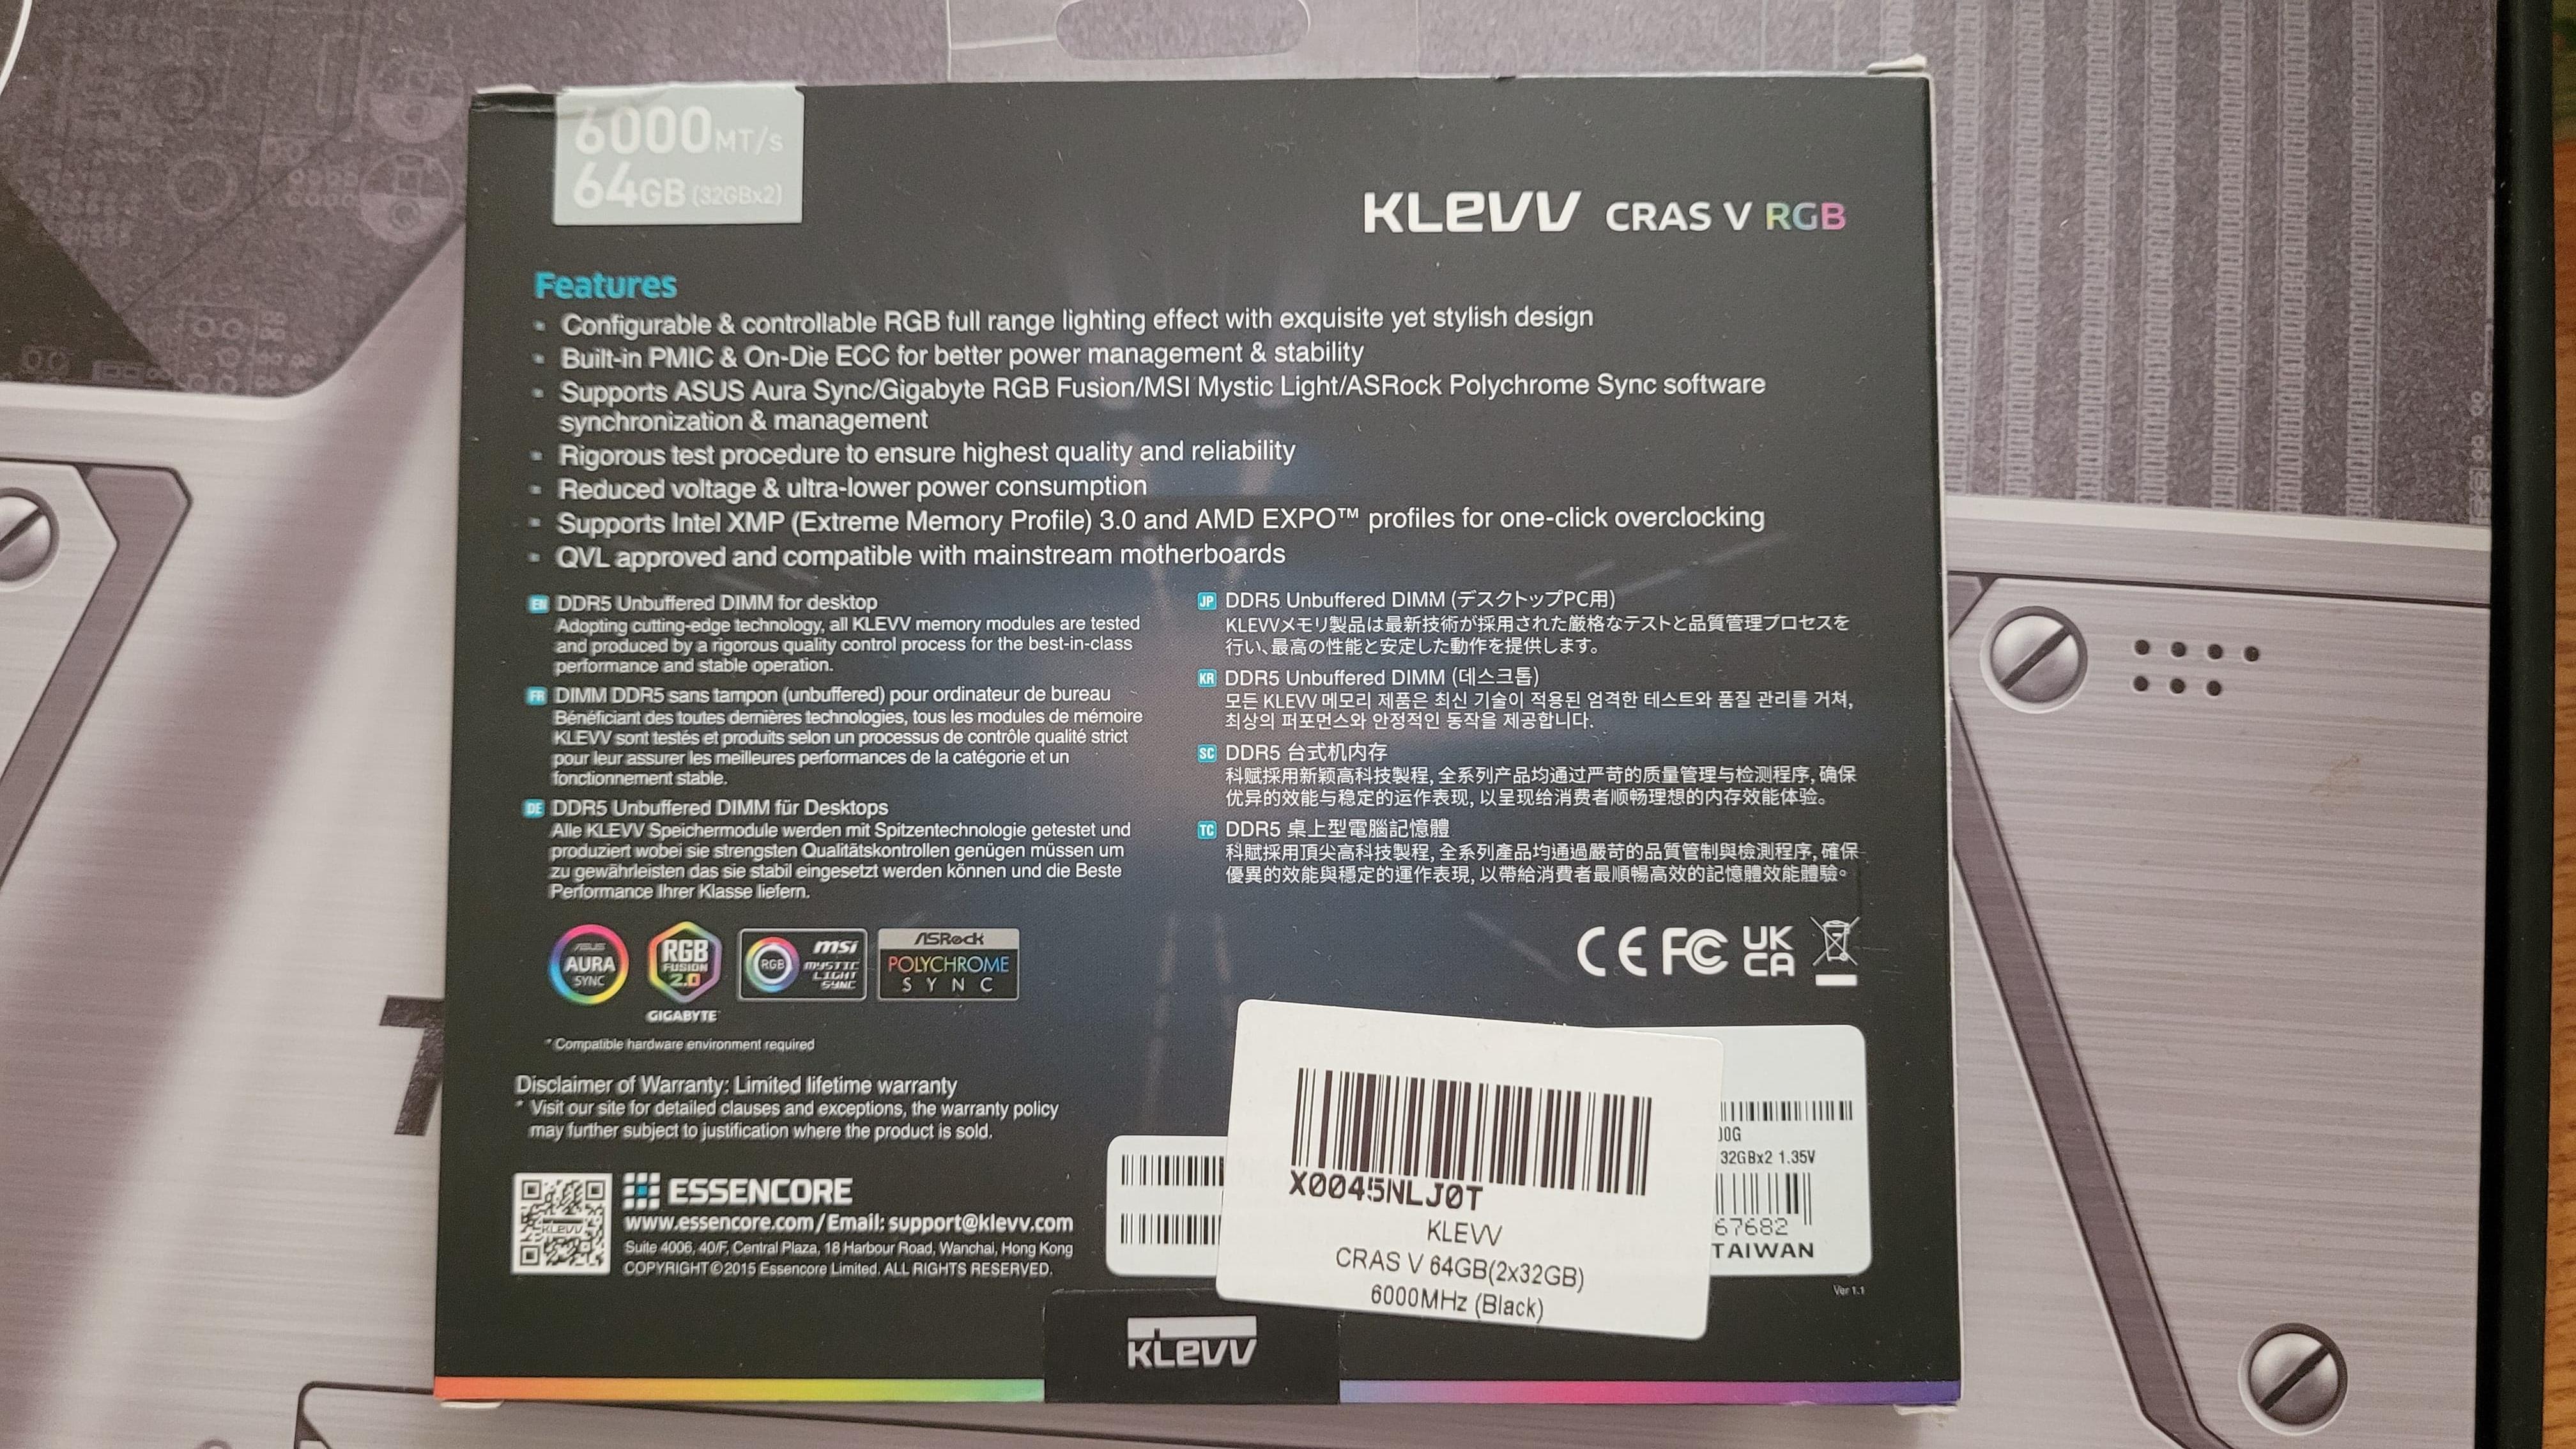 6000MT/s
64GB (32GBx2)
KLEVV CRAS V RGB
Features
Configurable & controllable RGB full range lighting effect with exquisite yet stylish design
Built-in PMIC & On-Die ECC for better power management & stability
Supports ASUS Aura Sync/Gigabyte RGB Fusion/MSI Mystic Light/ASRock Polychrome Sync software
synchronization & management
Rigorous test procedure to ensure highest quality and reliability
Reduced voltage & ultra-lower power consumption
Supports Intel XMP (Extreme Memory Profile) 3.0 and AMD EXPO™ profiles for one-click overclocking
QVL approved and compatible with mainstream motherboards
EN DDR5 Unbuffered DIMM for desktop
Adopting cutting-edge technology, all KLEVV memory modules are tested
and produced by a rigorous quality control process for the best-in-class
performance and stable operation.
FR DIMM DDR5 sans tampon (unbuffered) pour ordinateur de bureau
Bénéficiant des toutes dernières technologies, tous les modules de mémoire
KLEVV sont testés et produits selon un processus de contrôle qualité strict
pour leur assurer les meilleures performances de la catégorie et un
fonctionnement stable.
DE DDR5 Unbuffered DIMM für Desktops
Alle KLEVV Speichermodule werden mit Spitzentechnologie getestet und
produziert wobei sie strengsten Qualitätskontrollen genügen müssen um
zu gewährleisten das sie stabil eingesetzt werden können und die Beste
Performance Ihrer Klasse liefern.
JP DDR5 Unbuffered DIMM (デスクトップPC用)
KLEVVメモリ製品は最新技術が採用された厳格なテストと品質管理プロセスを
行い、最高の性能と安定した動作を提供します。
KR DDR5 Unbuffered DIMM (데스크톱)
모든 KLEVV 메모리 제품은 최신 기술이 적용된 엄격한 테스트와 품질 관리를 거쳐,
최상의 퍼포먼스와 안정적인 동작을 제공합니다.
SC DDR5 台式机内存
科赋採用新颖高科技製程, 全系列产品均通过严苛的质量管理与检测程序, 确保
优异的效能与稳定的运作表现, 以呈现给消费者顺畅理想的内存效能体验。
TC DDR5 桌上型電腦記憶體
科賦採用頂尖高科技製程, 全系列產品均通過嚴苛的品質管制與檢測程序, 確保
優異的效能與穩定的運作表現, 以帶給消費者最順暢高效的記憶體效能體驗。
ASUS AURA SYNC
RGB FUSION 2.0
GIGABYTE
RGB msi MYSTIC LIGHT SYNC
ASRock POLYCHROME SYNC
CE FC UK CA
* Compatible hardware environment required
Disclaimer of Warranty: Limited lifetime warranty
* Visit our site for detailed clauses and exceptions, the warranty policy
may further subject to justification where the product is sold.
KLEVV
ESSENCORE
www.essencore.com / Email: support@klevv.com
Suite 4006, 40/F, Central Plaza, 18 Harbour Road, Wanchai, Hong Kong
COPYRIGHT©2015 Essencore Limited. ALL RIGHTS RESERVED.
X0045NLJ0T
KLEVV
CRAS V 64GB(2x32GB)
6000MHz (Black)
00G
32GBx2 1.35V
67682
TAIWAN
Ver 1.1
KLEVV